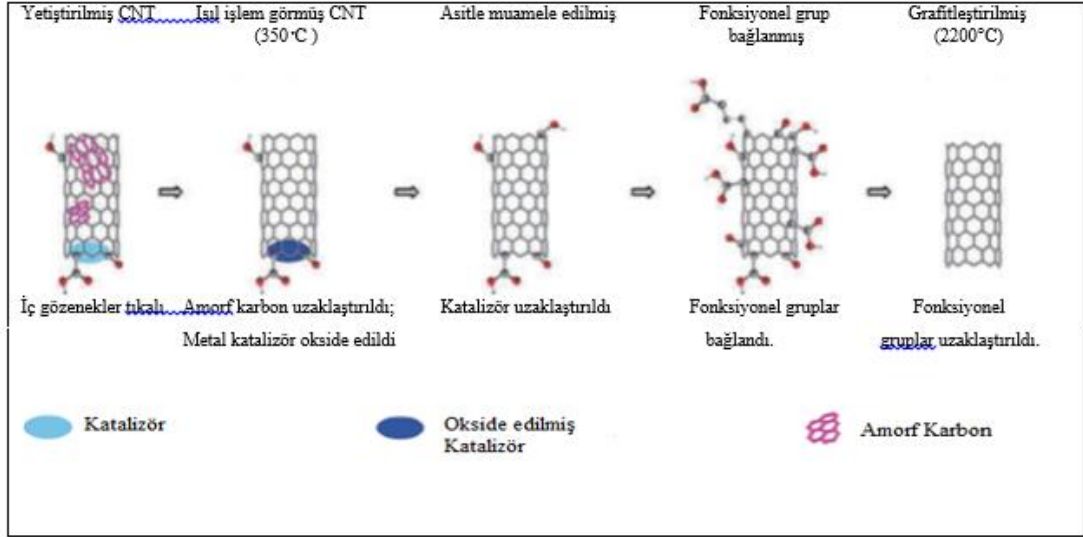 Yetiştirilmiş CNT Isıl işlem görmüş CNT Asitle muamele edilmiş Fonksiyonel grup Grafitleştirilmiş
(350 °C ) bağlanmış (2200°C)
İç gözenekler tıkalı Amorf karbon uzaklaştırıldı; Katalizör uzaklaştırıldı Fonksiyonel gruplar Fonksiyonel
Metal katalizör okside edildi bağlandı. gruplar uzaklaştırıldı.
Katalizör Okside edilmiş Amorf Karbon
Katalizör